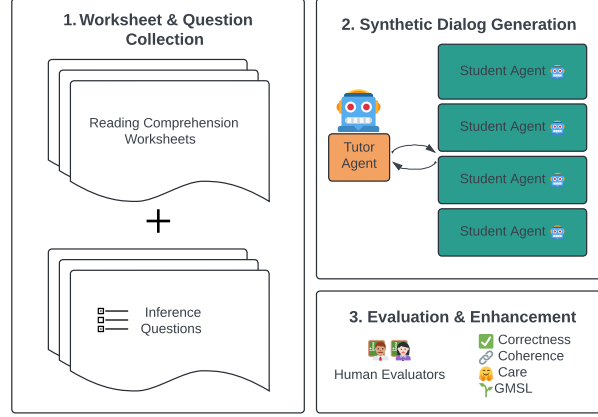 1. Worksheet & Question
Collection
Reading Comprehension
Worksheets
Inference
Questions
2. Synthetic Dialog Generation
Tutor
Agent
Student Agent
Student Agent
Student Agent
Student Agent
3. Evaluation & Enhancement
Human Evaluators
Correctness
Coherence
Care
GMSL